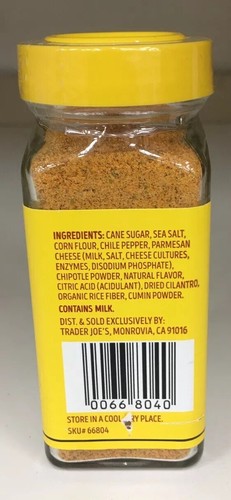 INGREDIENTS: CANE SUGAR, SEA SALT,
CORN FLOUR, CHILE PEPPER, PARMESAN
CHEESE (MILK, SALT, CHEESE CULTURES,
ENZYMES, DISODIUM PHOSPHATE),
CHIPOTLE POWDER, NATURAL FLAVOR,
CITRIC ACID (ACIDULANT), DRIED CILANTRO,
ORGANIC RICE FIBER, CUMIN POWDER.
CONTAINS MILK.
DIST. & SOLD EXCLUSIVELY BY:
TRADER JOE'S, MONROVIA, CA 91016
0066 8040
STORE IN A COOL PLACE.
SKU# 66804